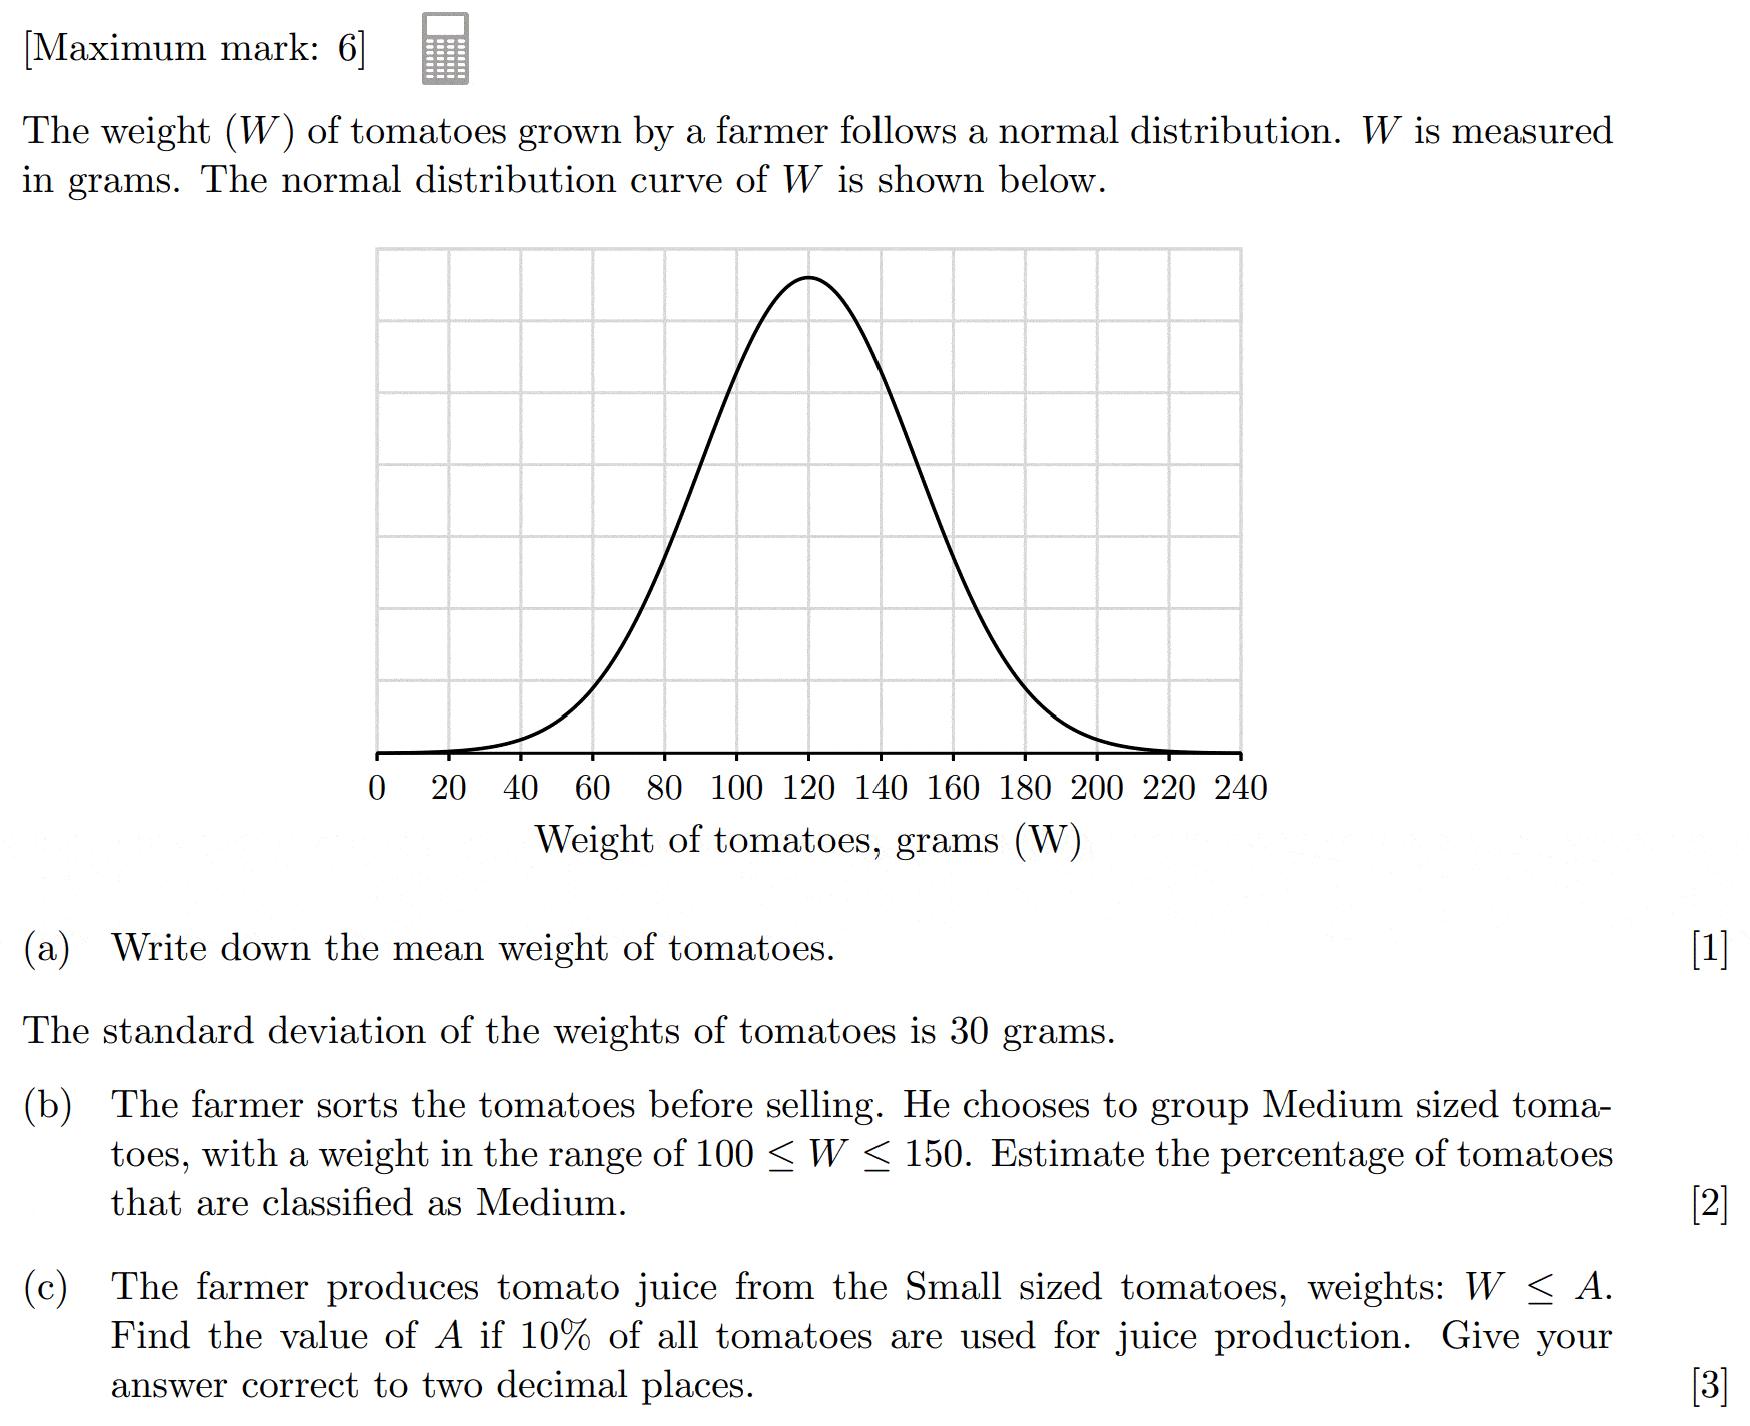 [Maximum mark: 6]
The weight (W) of tomatoes grown by a farmer follows a normal distribution. W is measured
in grams. The normal distribution curve of W is shown below.
0 20 40 60 80 100 120 140 160 180 200 220 240
Weight of tomatoes, grams (W)
(a) Write down the mean weight of tomatoes. [1]
The standard deviation of the weights of tomatoes is 30 grams.
(b) The farmer sorts the tomatoes before selling. He chooses to group Medium sized toma-
toes, with a weight in the range of 100 ≤ W ≤ 150. Estimate the percentage of tomatoes
that are classified as Medium. [2]
(c) The farmer produces tomato juice from the Small sized tomatoes, weights: W ≤ A.
Find the value of A if 10% of all tomatoes are used for juice production. Give your
answer correct to two decimal places. [3]